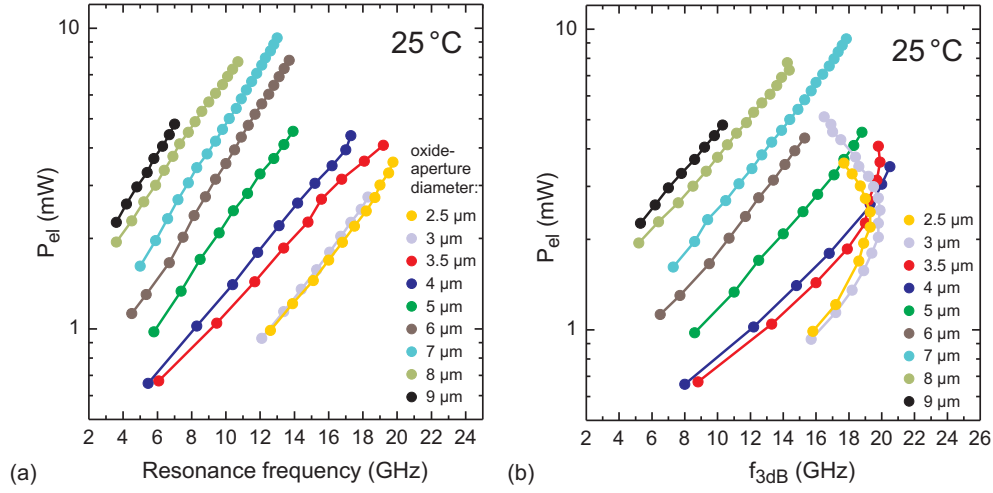 25 °C
10
1
P_el (mW)
oxide-
aperture
diameter:
2.5 µm
3 µm
3.5 µm
4 µm
5 µm
6 µm
7 µm
8 µm
9 µm
2 4 6 8 10 12 14 16 18 20 22 24
(a) Resonance frequency (GHz)
25 °C
10
1
P_el (mW)
2.5 µm
3 µm
3.5 µm
4 µm
5 µm
6 µm
7 µm
8 µm
9 µm
2 4 6 8 10 12 14 16 18 20 22 24 26
(b) f_3dB (GHz)